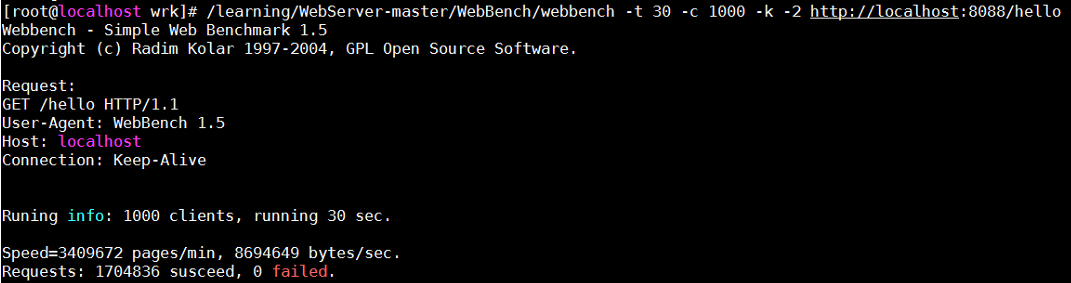 [root@localhost wrk]# /learning/WebServer-master/WebBench/webbench -t 30 -c 1000 -k -2 http://localhost:8088/hello
Webbench - Simple Web Benchmark 1.5
Copyright (c) Radim Kolar 1997-2004, GPL Open Source Software.
Request:
GET /hello HTTP/1.1
User-Agent: WebBench 1.5
Host: localhost
Connection: Keep-Alive
Runing info: 1000 clients, running 30 sec.
Speed=3409672 pages/min, 8694649 bytes/sec.
Requests: 1704836 susceed, 0 failed.